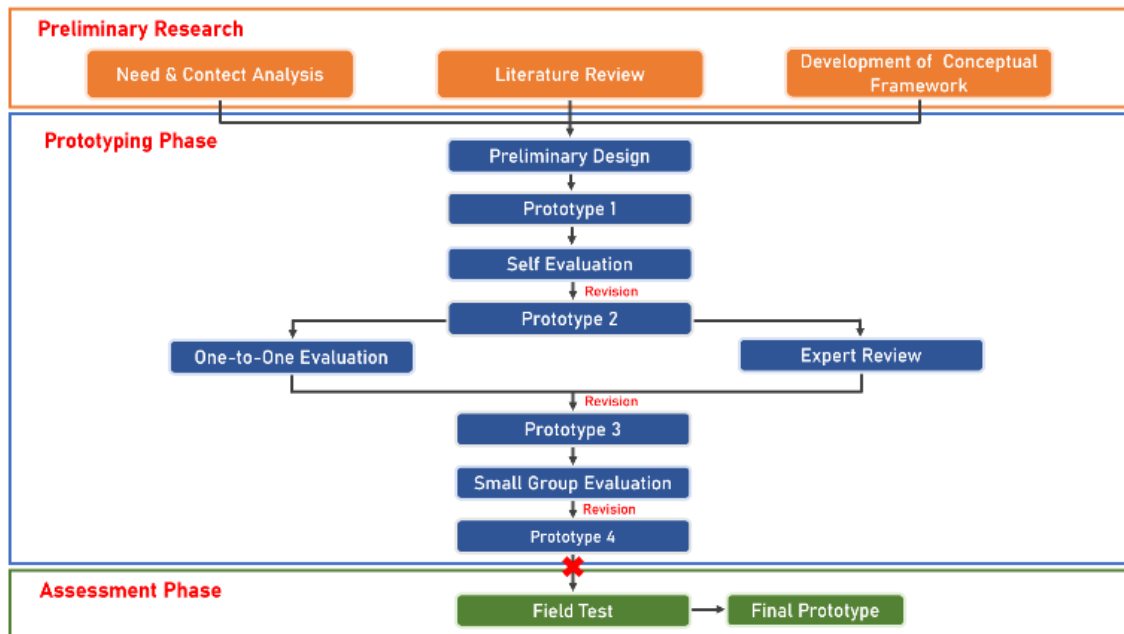 Preliminary Research
Need & Contect Analysis
Literature Review
Development of Conceptual
Framework
Prototyping Phase
Preliminary Design
Prototype 1
Self Evaluation
Revision
Prototype 2
One-to-One Evaluation
Expert Review
Revision
Prototype 3
Small Group Evaluation
Revision
Prototype 4
Assessment Phase
Field Test
Final Prototype